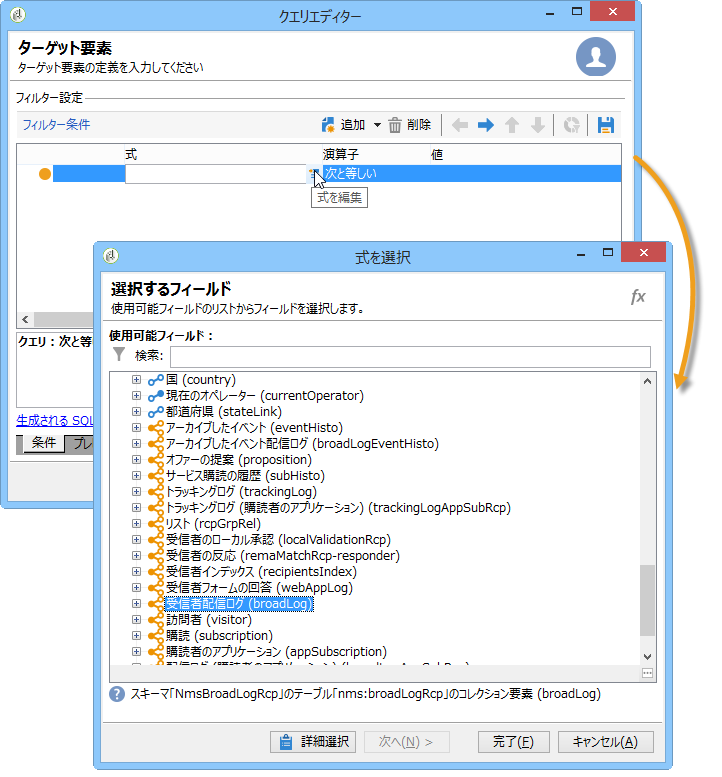 クエリエディター
ターゲット要素
ターゲット要素の定義を入力してください
フィルター設定
フィルター条件
追加
削除
式
演算子
値
次と等しい
式を編集
クエリ：次と等
生成される SQL
条件
プレ
式を選択
選択するフィールド
使用可能フィールドのリストからフィールドを選択します。
fx
使用可能フィールド：
検索:
国 (country)
現在のオペレーター (currentOperator)
都道府県 (stateLink)
アーカイブしたイベント (eventHisto)
アーカイブしたイベント配信ログ (broadLogEventHisto)
オファーの提案 (proposition)
サービス購読の履歴 (subHisto)
トラッキングログ (trackingLog)
トラッキングログ (購読者のアプリケーション) (trackingLogAppSubRcp)
リスト (rcpGrpRel)
受信者のローカル承認 (localValidationRcp)
受信者の反応 (remaMatchRcp-responder)
受信者インデックス (recipientsIndex)
受信者フォームの回答 (webAppLog)
受信者配信ログ (broadLog)
訪問者 (visitor)
購読 (subscription)
購読者のアプリケーション (appSubscription)
スキーマ「NmsBroadLogRcp」のテーブル「nms:broadLogRcp」のコレクション要素 (broadLog)
詳細選択
次へ(N) >
完了(F)
キャンセル(A)